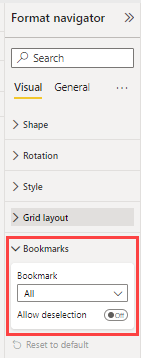 Format navigator
Search
Visual
General
Shape
Rotation
Style
Grid layout
Bookmarks
Bookmark
All
Allow deselection
Off
Reset to default